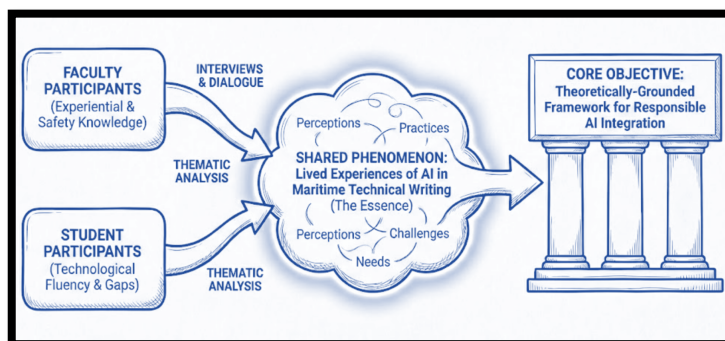 FACULTY
PARTICIPANTS
(Experiential &
Safety Knowledge)
INTERVIEWS
& DIALOGUE
THEMATIC
ANALYSIS
STUDENT
PARTICIPANTS
(Technological
Fluency & Gaps)
THEMATIC
ANALYSIS
Perceptions
Practices
SHARED PHENOMENON:
Lived Experiences of AI in
Maritime Technical Writing
(The Essence)
Perceptions
Challenges
Needs
CORE OBJECTIVE:
Theoretically-Grounded
Framework for Responsible
AI Integration